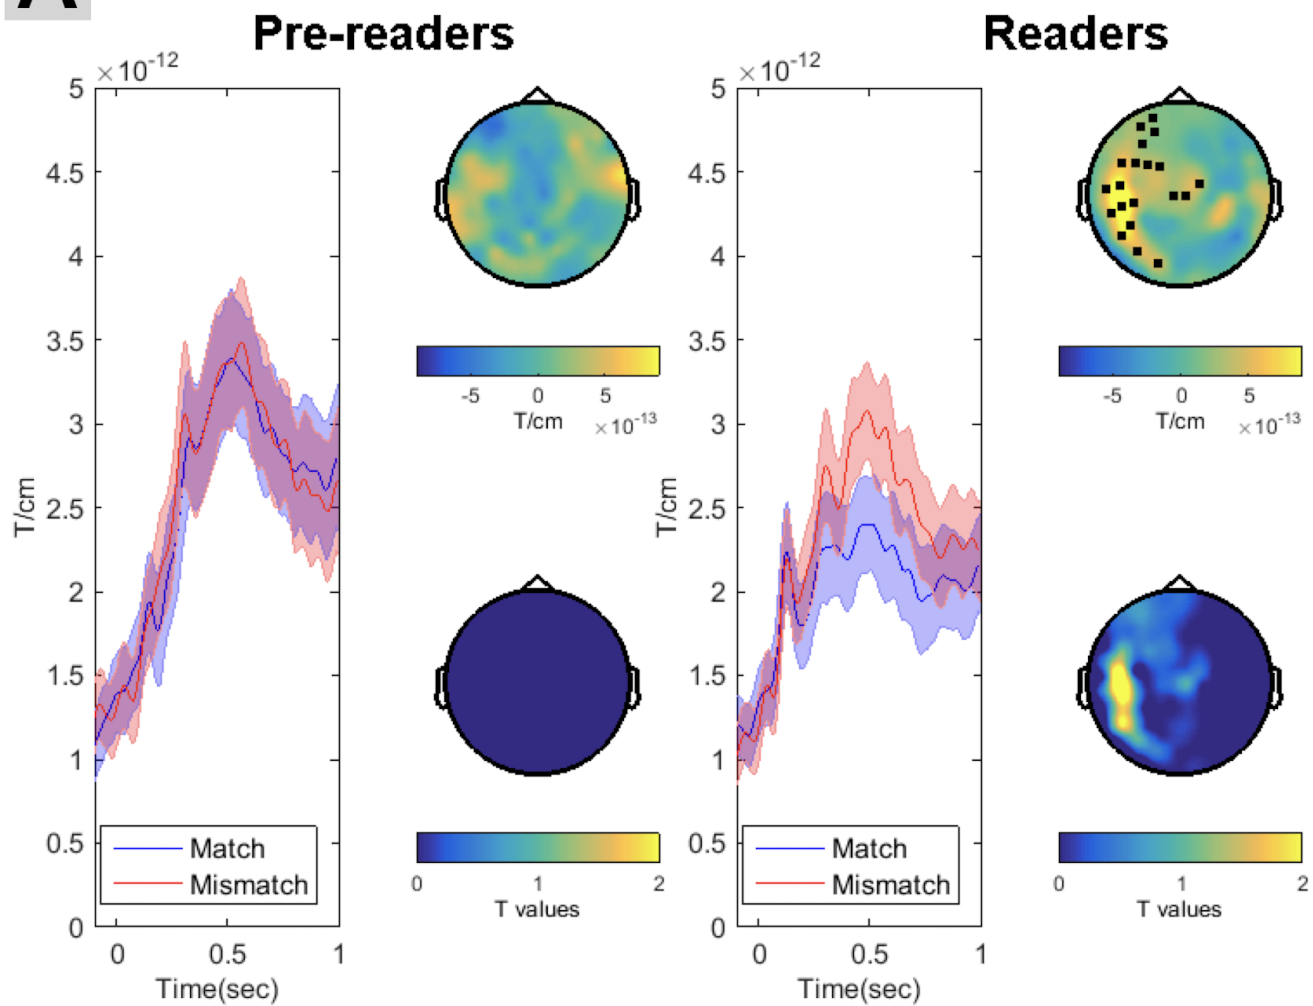 A
Pre-readers
Readers
×10-12
5
4.5
4
3.5
3
2.5
2
1.5
1
0.5
0
T/cm
Match
Mismatch
0 0.5 1
Time(sec)
-5 0 5
T/cm ×10-13
0 1 2
T values
×10-12
5
4.5
4
3.5
3
2.5
2
1.5
1
0.5
0
T/cm
Match
Mismatch
0 0.5 1
Time(sec)
-5 0 5
T/cm ×10-13
0 1 2
T values